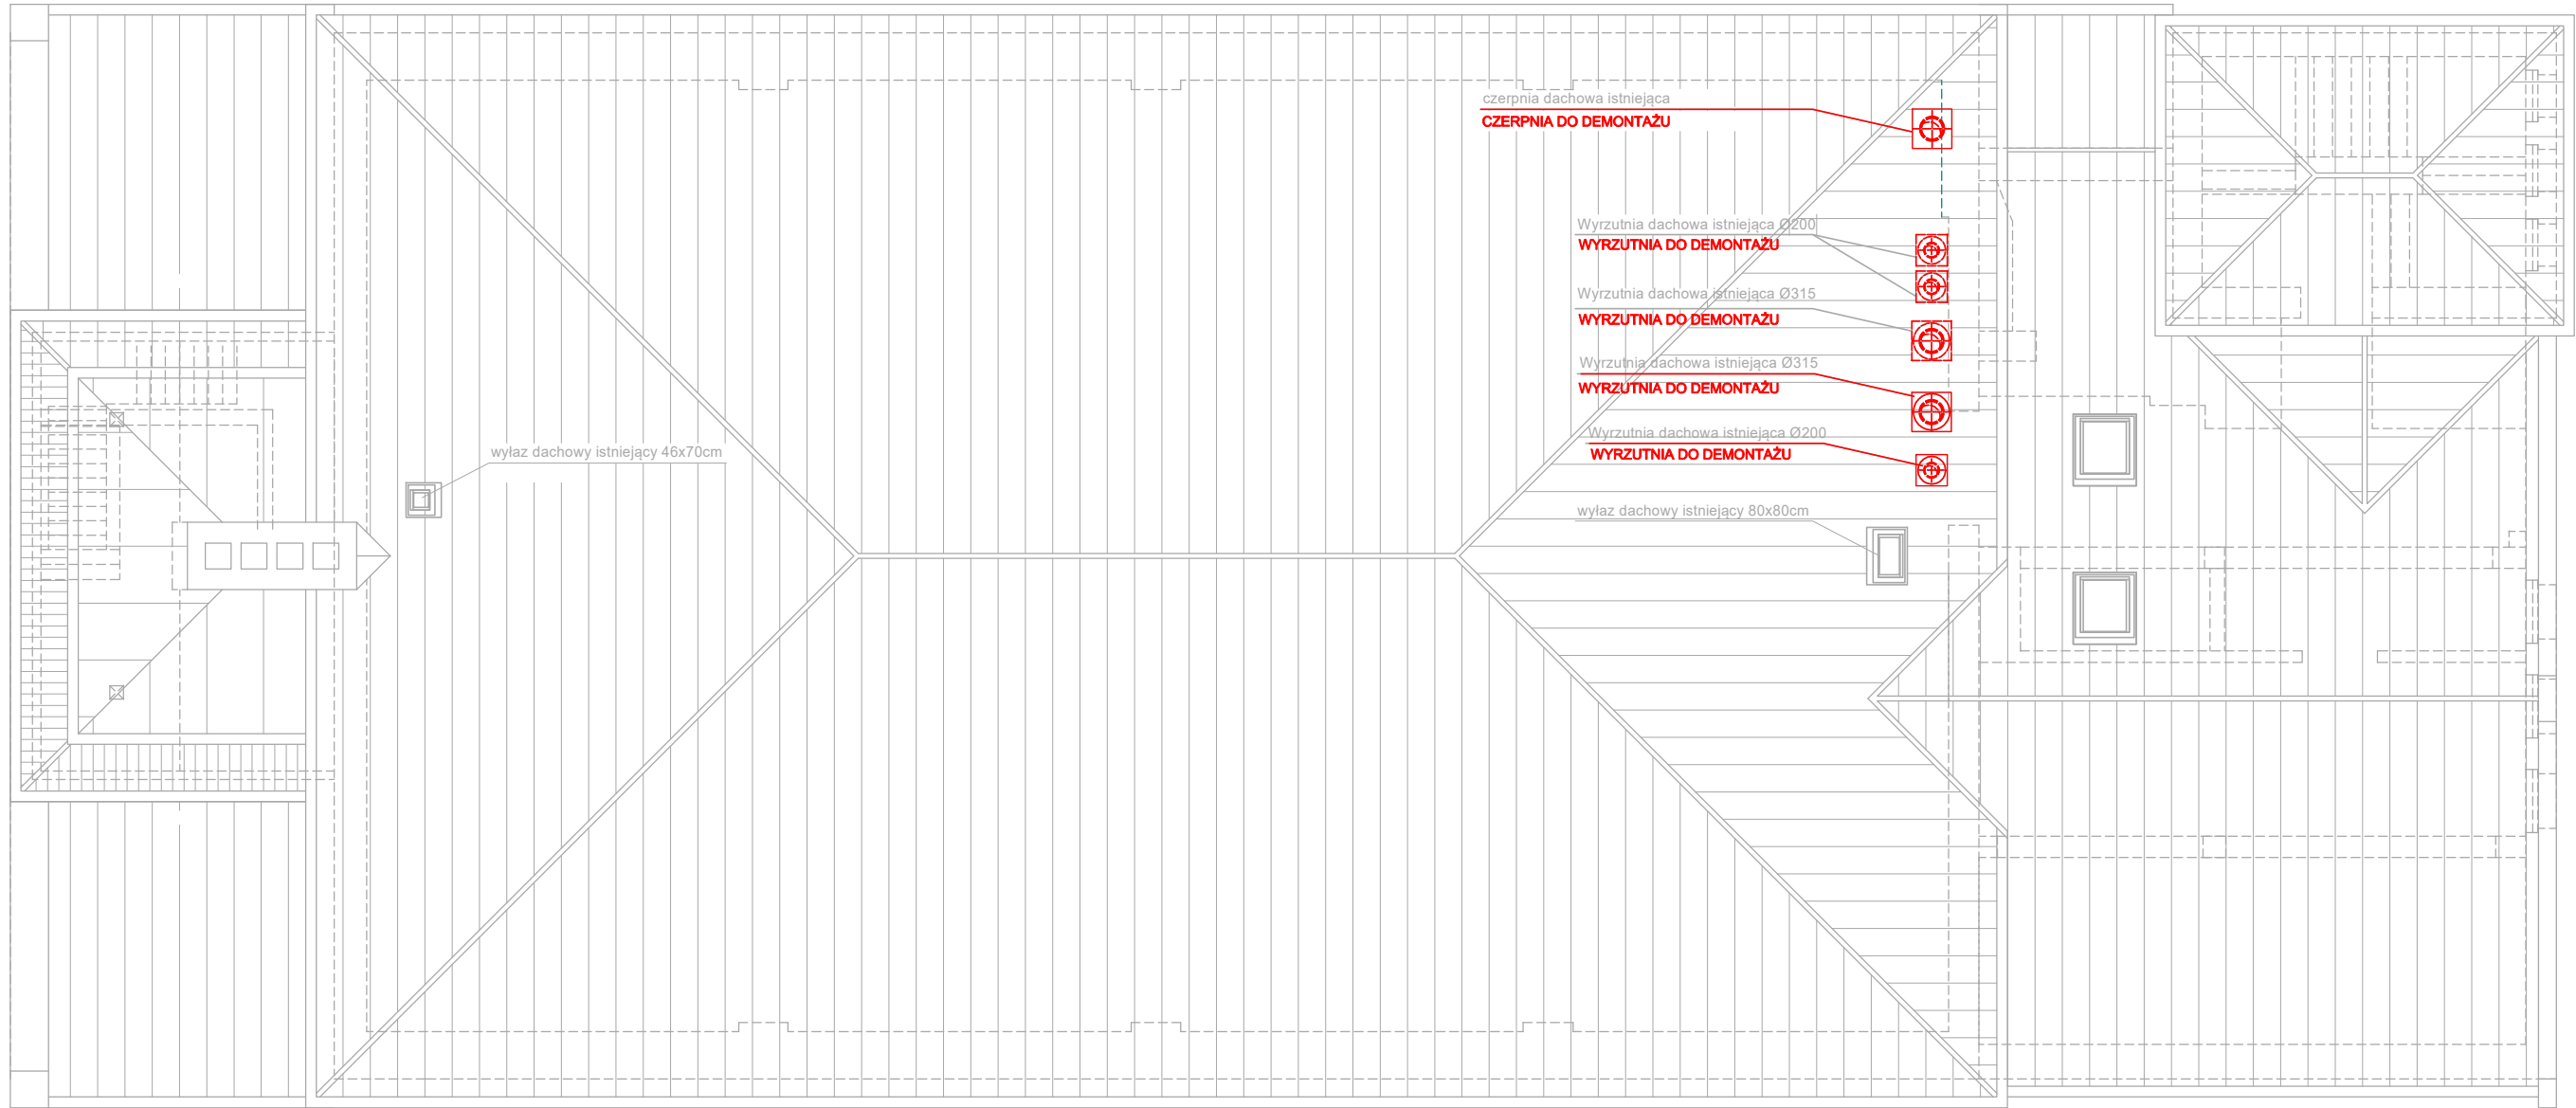 czerpnia dachowa istniejąca
CZERPNIA DO DEMONTAŻU
Wyrzutnia dachowa istniejąca Ø200
WYRZUTNIA DO DEMONTAŻU
Wyrzutnia dachowa istniejąca Ø315
WYRZUTNIA DO DEMONTAŻU
Wyrzutnia dachowa istniejąca Ø315
WYRZUTNIA DO DEMONTAŻU
Wyrzutnia dachowa istniejąca Ø200
WYRZUTNIA DO DEMONTAŻU
wyłaz dachowy istniejący 46x70cm
wyłaz dachowy istniejący 80x80cm